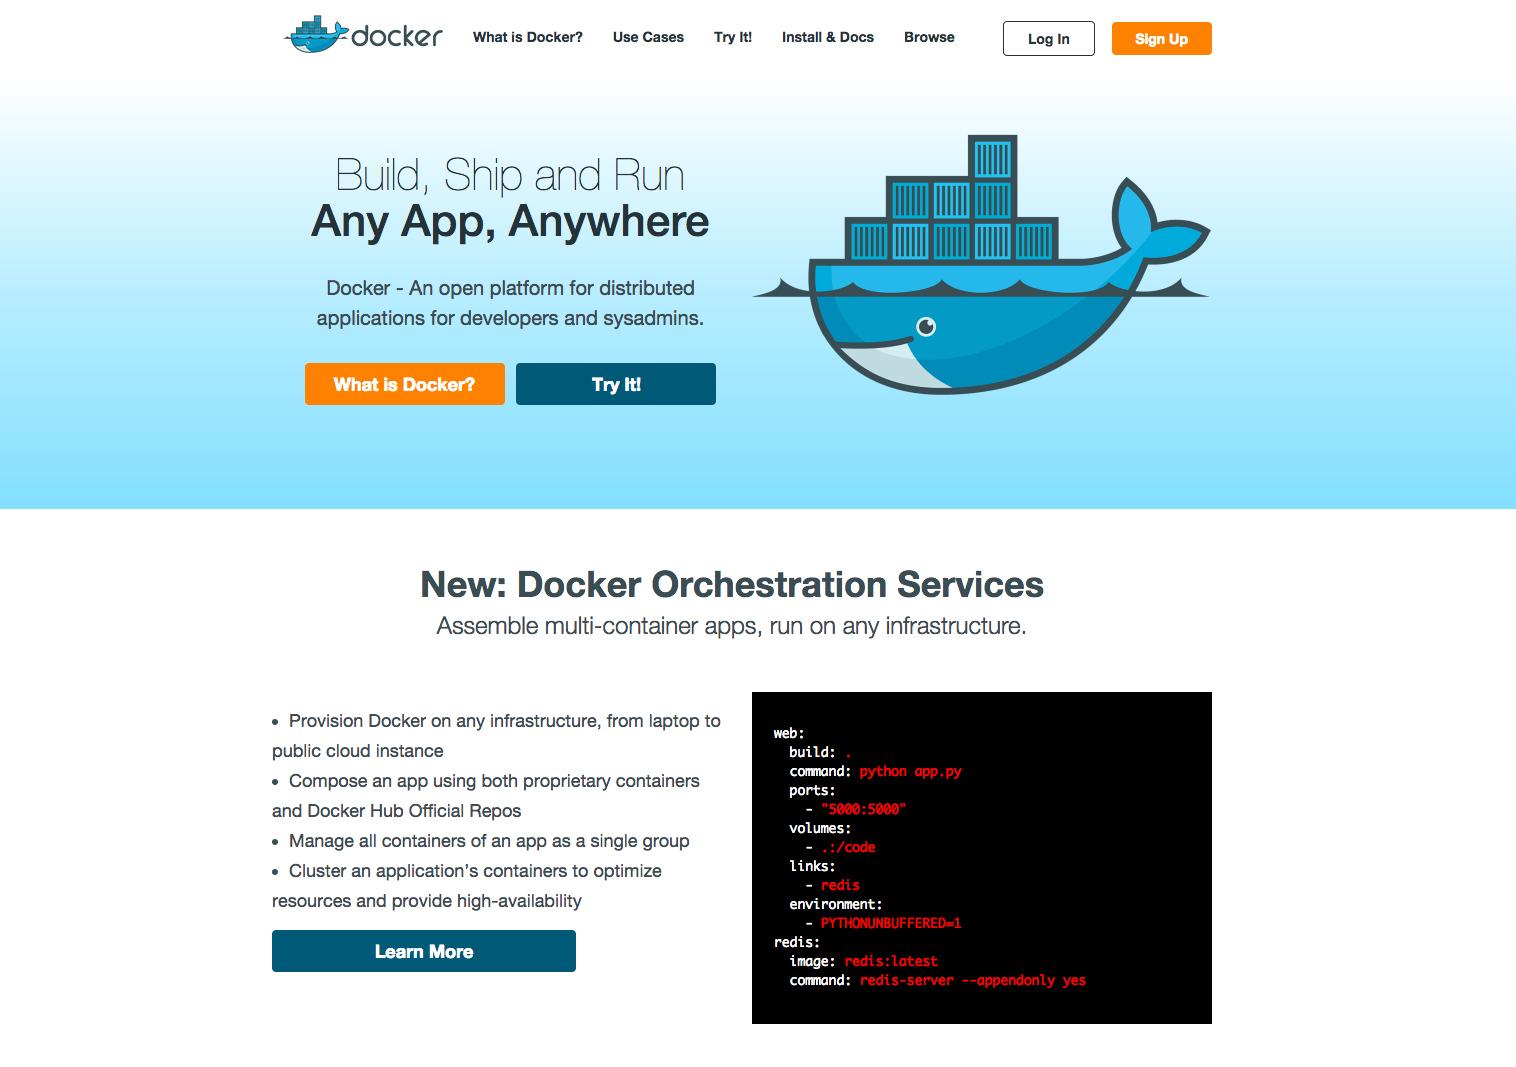 docker
What is Docker?
Use Cases
Try It!
Install & Docs
Browse
Log In
Sign Up
Build, Ship and Run
Any App, Anywhere
Docker - An open platform for distributed
applications for developers and sysadmins.
What is Docker?
Try It!
New: Docker Orchestration Services
Assemble multi-container apps, run on any infrastructure.
• Provision Docker on any infrastructure, from laptop to
public cloud instance
• Compose an app using both proprietary containers
and Docker Hub Official Repos
• Manage all containers of an app as a single group
• Cluster an application’s containers to optimize
resources and provide high-availability
Learn More
web:
  build: .
  command: python app.py
  ports:
    - "5000:5000"
  volumes:
    - .:/code
  links:
    - redis
  environment:
    - PYTHONUNBUFFERED=1
redis:
  image: redis:latest
  command: redis-server --appendonly yes